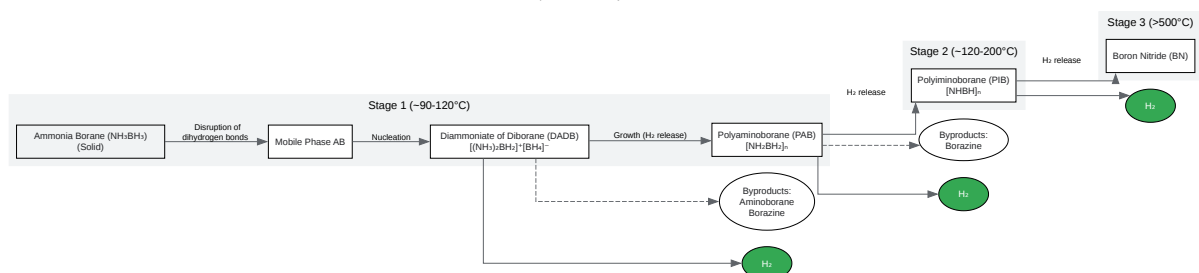 Stage 3 (>500°C)
Boron Nitride (BN)
Stage 2 (~120-200°C)
H₂ release
Polyiminoborane (PIB)
[NHBH]ₙ
H₂ release
H₂
Stage 1 (~90-120°C)
Ammonia Borane (NH₃BH₃)
(Solid)
Disruption of
dihydrogen bonds
Mobile Phase AB
Nucleation
Diammoniate of Diborane (DADB)
[(NH₃)₂BH₂]⁺[BH₄]⁻
Growth (H₂ release)
Polyaminoborane (PAB)
[NH₂BH₂]ₙ
Byproducts:
Borazine
Byproducts:
Aminoborane
Borazine
H₂
H₂